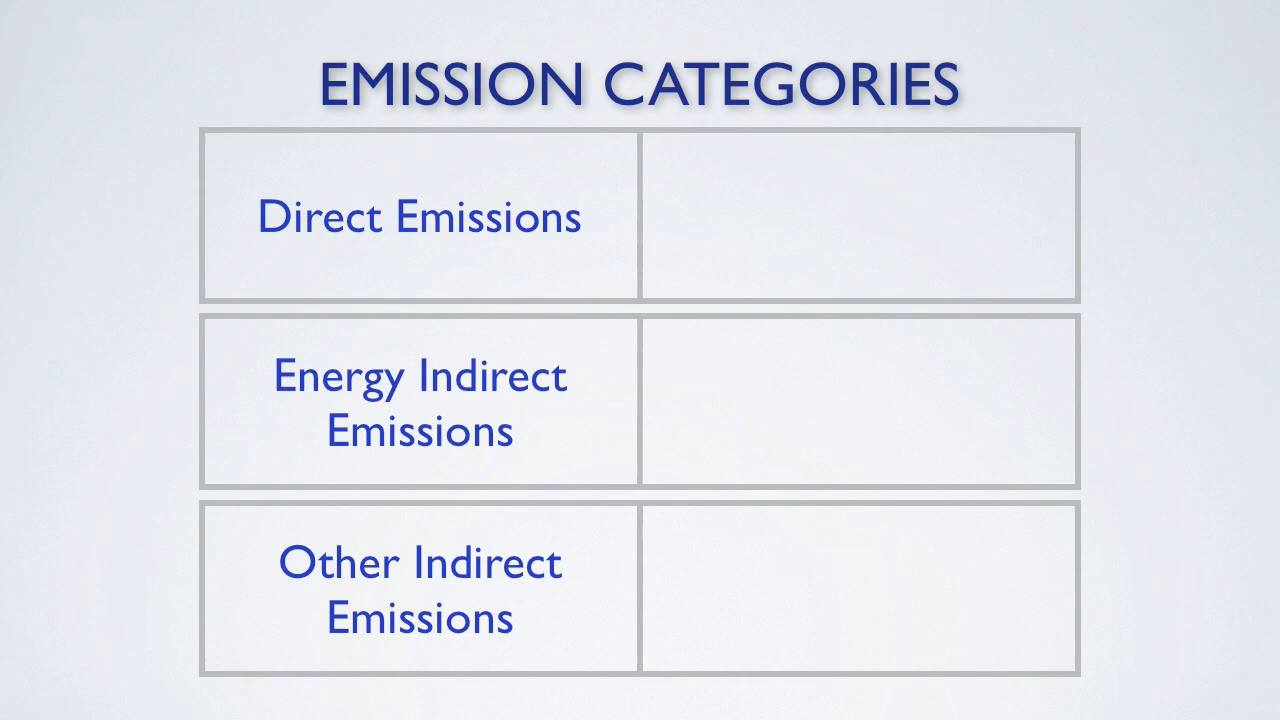 EMISSION CATEGORIES
Direct Emissions
Energy Indirect
Emissions
Other Indirect
Emissions